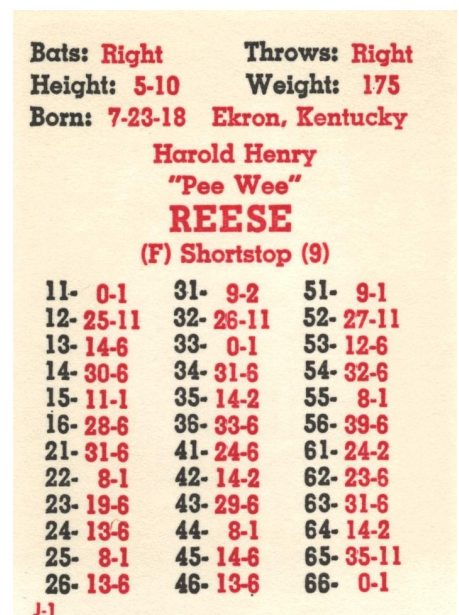 Bats: Right Throws: Right
Height: 5-10 Weight: 175
Born: 7-23-18 Ekron, Kentucky
Harold Henry
"Pee Wee"
REESE
(F) Shortstop (9)
11- 0-1 31- 9-2 51- 9-1
12- 25-11 32- 26-11 52- 27-11
13- 14-6 33- 0-1 53- 12-6
14- 30-6 34- 31-6 54- 32-6
15- 11-1 35- 14-2 55- 8-1
16- 28-6 36- 33-6 56- 39-6
21- 31-6 41- 24-6 61- 24-2
22- 8-1 42- 14-2 62- 23-6
23- 19-6 43- 29-6 63- 31-6
24- 13-6 44- 8-1 64- 14-2
25- 8-1 45- 14-6 65- 35-11
26- 13-6 46- 13-6 66- 0-1
J-1